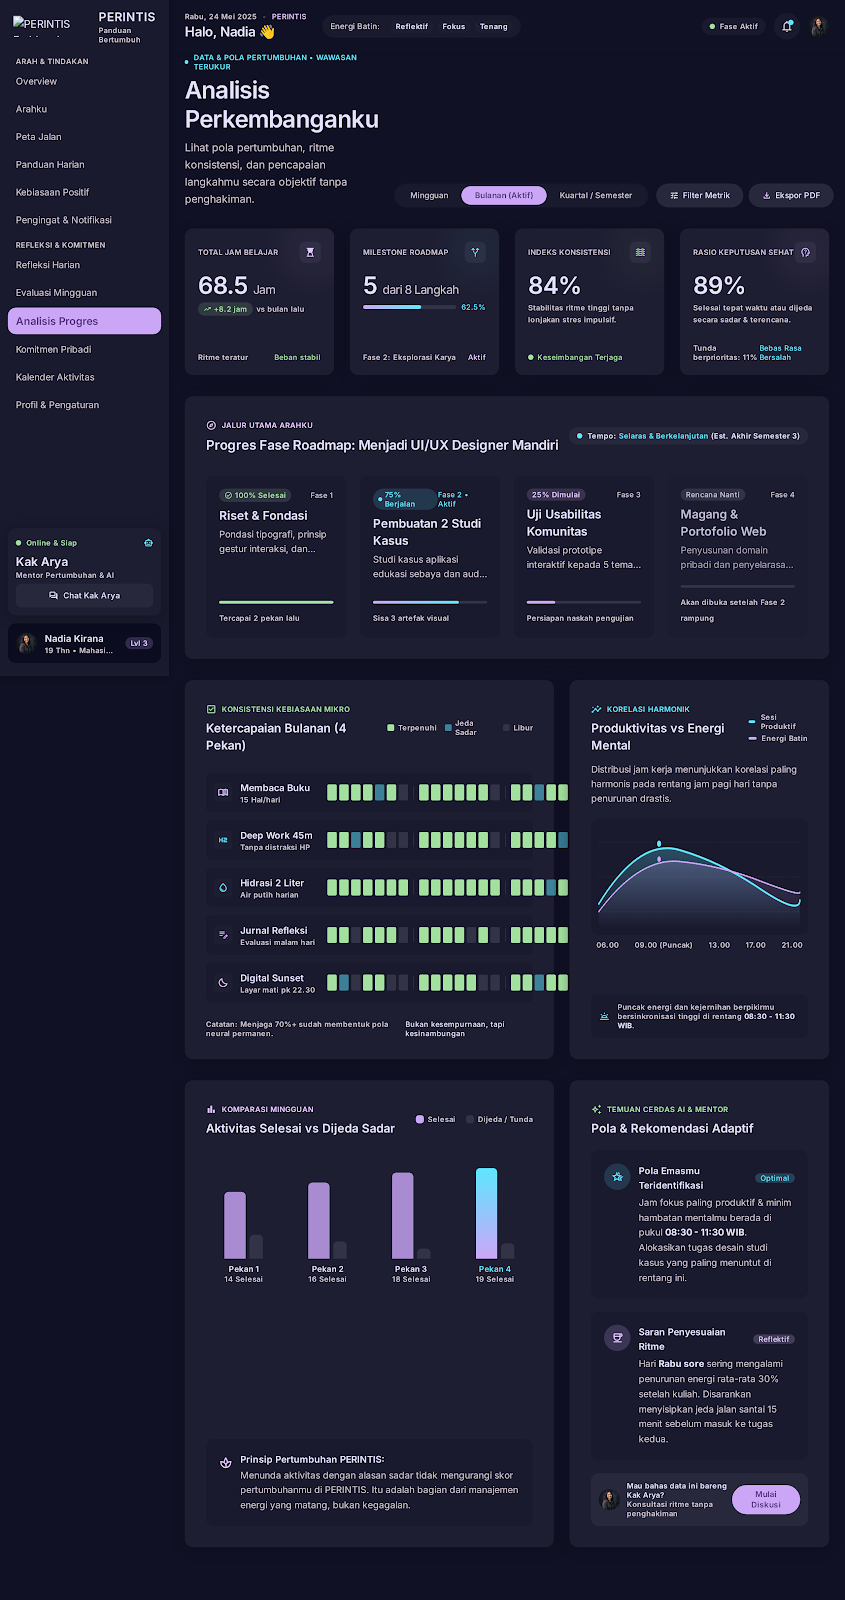 PERINTIS
PERINTIS
Panduan
Bertumbuh
ARAH & TINDAKAN
Overview
Arahku
Peta Jalan
Panduan Harian
Kebiasaan Positif
Pengingat & Notifikasi
REFLEKSI & KOMITMEN
Refleksi Harian
Evaluasi Mingguan
Analisis Progres
Komitmen Pribadi
Kalender Aktivitas
Profil & Pengaturan
Online & Siap
Kak Arya
Mentor Pertumbuhan & AI
Chat Kak Arya
Nadia Kirana
19 Thn • Mahasi...
Lvl 3
Rabu, 24 Mei 2025 · PERINTIS
Halo, Nadia 👋
Energi Batin: Reflektif Fokus Tenang
Fase Aktif
DATA & POLA PERTUMBUHAN • WAWASAN
TERUKUR
Analisis
Perkembanganku
Lihat pola pertumbuhan, ritme
konsistensi, dan pencapaian
langkahmu secara objektif tanpa
penghakiman.
Mingguan Bulanan (Aktif) Kuartal / Semester
Filter Metrik
Ekspor PDF
TOTAL JAM BELAJAR
68.5 Jam
+8.2 jam vs bulan lalu
Ritme teratur Beban stabil
MILESTONE ROADMAP
5 dari 8 Langkah
62.5%
Fase 2: Eksplorasi Karya Aktif
INDEKS KONSISTENSI
84%
Stabilitas ritme tinggi tanpa
lonjakan stres impulsif.
Keseimbangan Terjaga
RASIO KEPUTUSAN SEHAT
89%
Selesai tepat waktu atau dijeda
secara sadar & terencana.
Tunda
berprioritas: 11%
Bebas Rasa
Bersalah
JALUR UTAMA ARAHKU
Progres Fase Roadmap: Menjadi UI/UX Designer Mandiri
Tempo: Selaras & Berkelanjutan (Est. Akhir Semester 3)
100% Selesai Fase 1
Riset & Fondasi
Pondasi tipografi, prinsip
gestur interaksi, dan...
Tercapai 2 pekan lalu
75%
Berjalan
Fase 2 •
Aktif
Pembuatan 2 Studi
Kasus
Studi kasus aplikasi
edukasi sebaya dan aud...
Sisa 3 artefak visual
25% Dimulai Fase 3
Uji Usabilitas
Komunitas
Validasi prototipe
interaktif kepada 5 tema...
Persiapan naskah pengujian
Rencana Nanti Fase 4
Magang &
Portofolio Web
Penyusunan domain
pribadi dan penyelarasa...
Akan dibuka setelah Fase 2
rampung
KONSISTENSI KEBIASAAN MIKRO
Ketercapaian Bulanan (4
Pekan)
Terpenuhi
Jeda
Sadar
Libur
Membaca Buku
15 Hal/hari
Deep Work 45m
Tanpa distraksi HP
Hidrasi 2 Liter
Air putih harian
Jurnal Refleksi
Evaluasi malam hari
Digital Sunset
Layar mati pk 22.30
Catatan: Menjaga 70%+ sudah membentuk pola
neural permanen.
Bukan kesempurnaan, tapi
kesinambungan
KORELASI HARMONIK
Produktivitas vs Energi
Mental
Sesi
Produktif
Energi Batin
Distribusi jam kerja menunjukkan korelasi paling
harmonis pada rentang jam pagi hari tanpa
penurunan drastis.
06.00 09.00 (Puncak) 13.00 17.00 21.00
Puncak energi dan kejernihan berpikirmu
bersinkronisasi tinggi di rentang 08:30 - 11:30
WIB.
KOMPARASI MINGGUAN
Aktivitas Selesai vs Dijeda Sadar
Selesai Dijeda / Tunda
Pekan 1 Pekan 2 Pekan 3 Pekan 4
14 Selesai 16 Selesai 18 Selesai 19 Selesai
Prinsip Pertumbuhan PERINTIS:
Menunda aktivitas dengan alasan sadar tidak mengurangi skor
pertumbuhanmu di PERINTIS. Itu adalah bagian dari manajemen
energi yang matang, bukan kegagalan.
TEMUAN CERDAS AI & MENTOR
Pola & Rekomendasi Adaptif
Pola Emasmu
Teridentifikasi
Optimal
Jam fokus paling produktif & minim
hambatan mentalmu berada di
pukul 08:30 - 11:30 WIB.
Alokasikan tugas desain studi
kasus yang paling menuntut di
rentang ini.
Saran Penyesuaian
Ritme
Reflektif
Hari Rabu sore sering mengalami
penurunan energi rata-rata 30%
setelah kuliah. Disarankan
menyisipkan jeda jalan santai 15
menit sebelum masuk ke tugas
kedua.
Mau bahas data ini bareng
Kak Arya?
Konsultasi ritme tanpa
penghakiman
Mulai
Diskusi